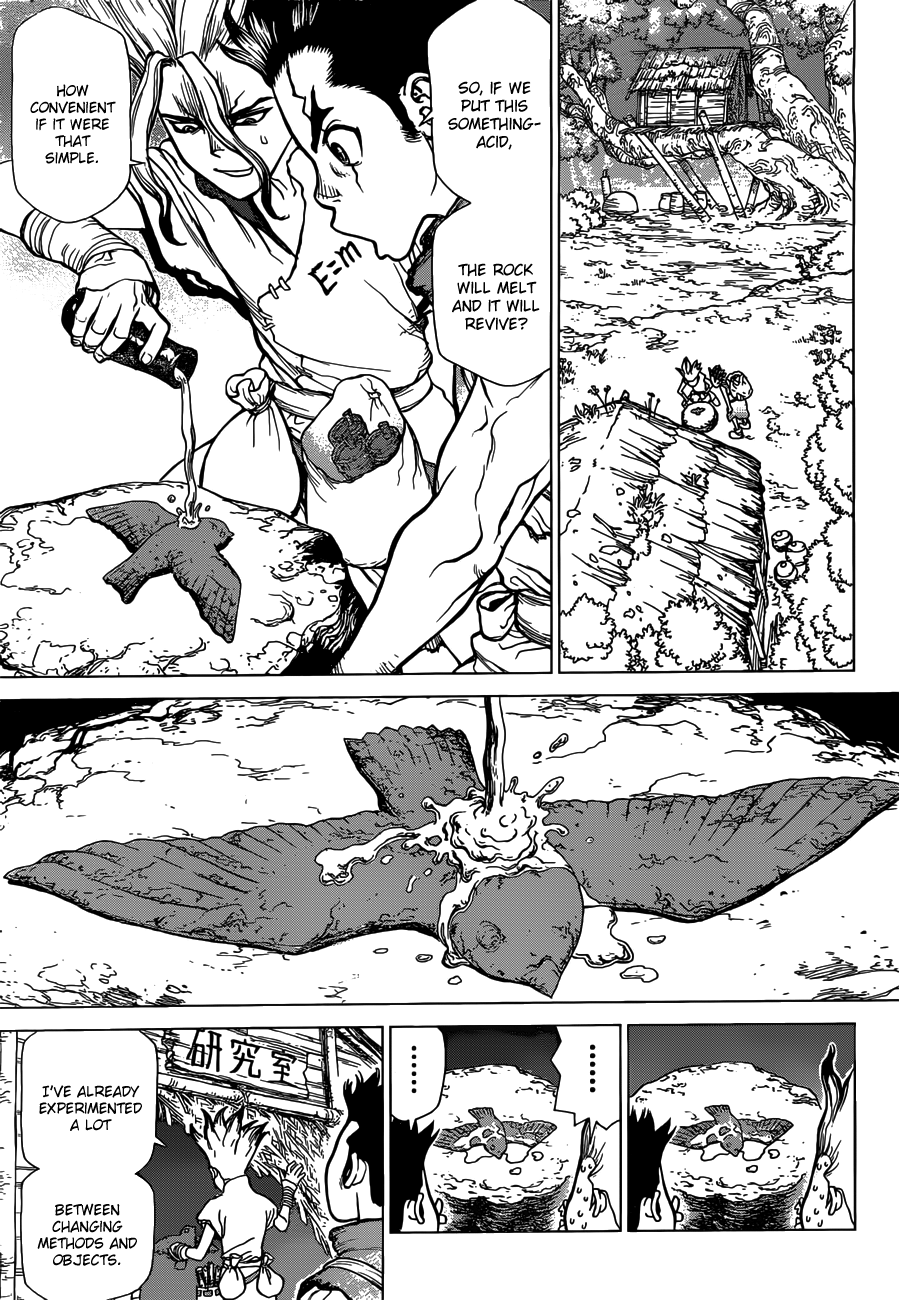 SO, IF WE
PUT THIS
SOMETHING-
ACID,
THE ROCK
WILL MELT
AND IT WILL
REVIVE?
HOW
CONVENIENT
IF IT WERE
THAT
SIMPLE.
E=m
......
......
研究室
I'VE ALREADY
EXPERIMENTED
A LOT
BETWEEN
CHANGING
METHODS AND
OBJECTS.